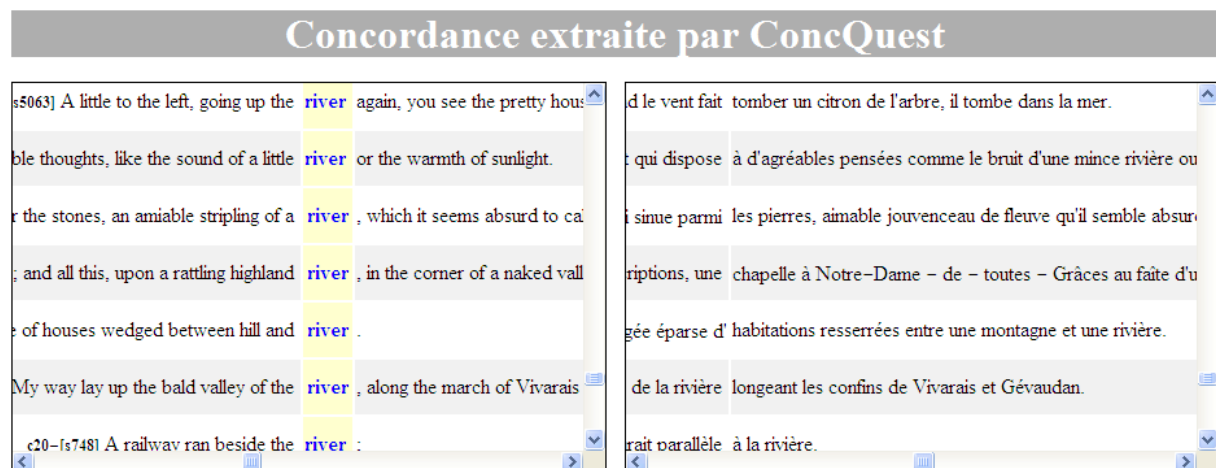 Concordance extraite par ConcQuest
s5063] A little to the left, going up the river again, you see the pretty hous
ble thoughts, like the sound of a little river or the warmth of sunlight.
r the stones, an amiable stripling of a river , which it seems absurd to cal
; and all this, upon a rattling highland river , in the corner of a naked vall
e of houses wedged between hill and river .
My way lay up the bald valley of the river , along the march of Vivarais
c20–[s748] A railway ran beside the river ;
d le vent fait tomber un citron de l'arbre, il tombe dans la mer.
t qui dispose à d'agréables pensées comme le bruit d'une mince rivière ou
i sinue parmi les pierres, aimable jouvenceau de fleuve qu'il semble absur
criptions, une chapelle à Notre–Dame – de – toutes – Grâces au faîte d'u
gée éparse d' habitations resserrées entre une montagne et une rivière.
de la rivière longeant les confins de Vivarais et Gévaudan.
rait parallèle à la rivière.